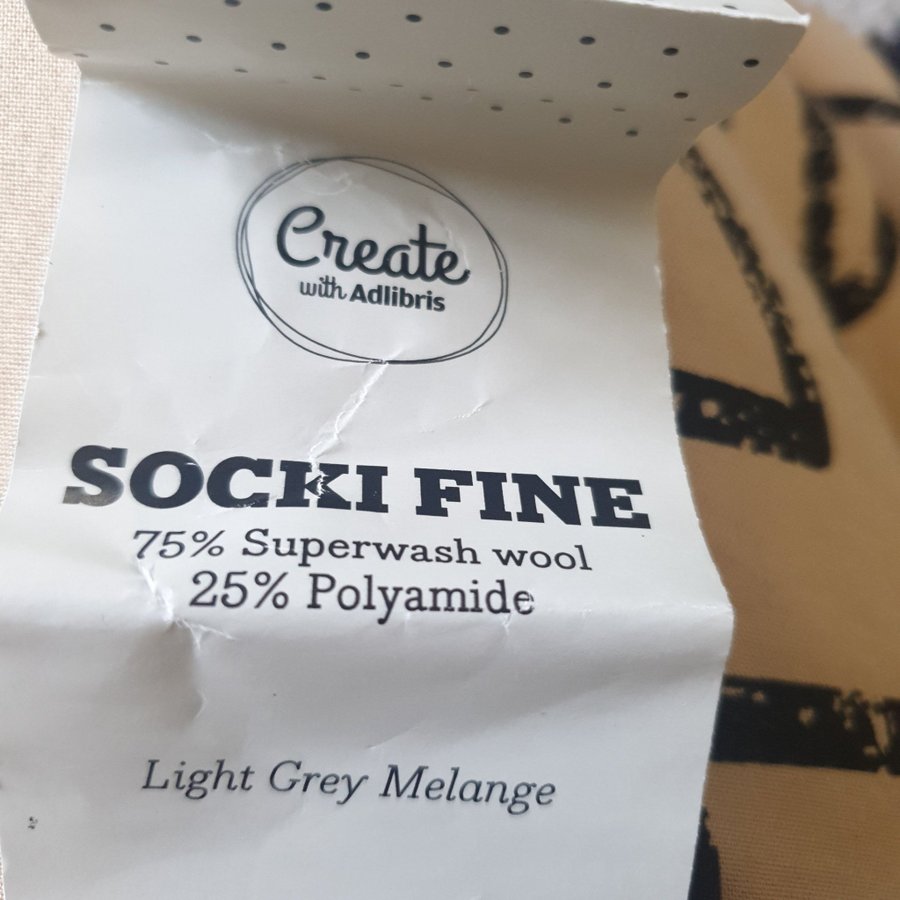 Create
with Adlibris
SOCKI FINE
75% Superwash wool
25% Polyamide
Light Grey Melange